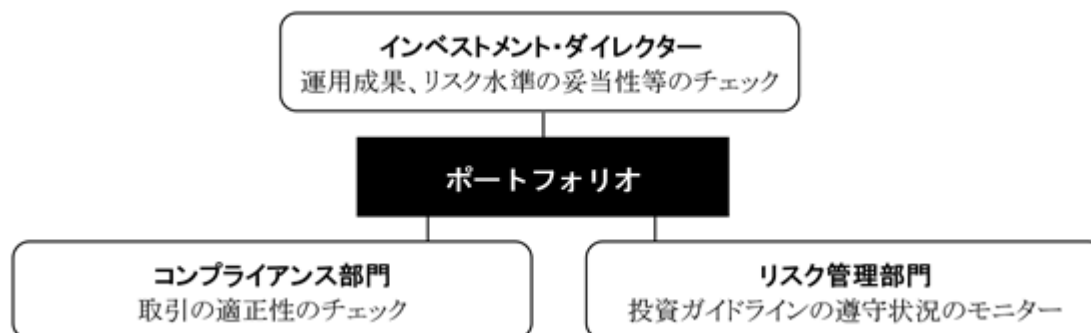 インベストメント・ダイレクター
運用成果、リスク水準の妥当性等のチェック
ポートフォリオ
コンプライアンス部門
取引の適正性のチェック
リスク管理部門
投資ガイドラインの遵守状況のモニター